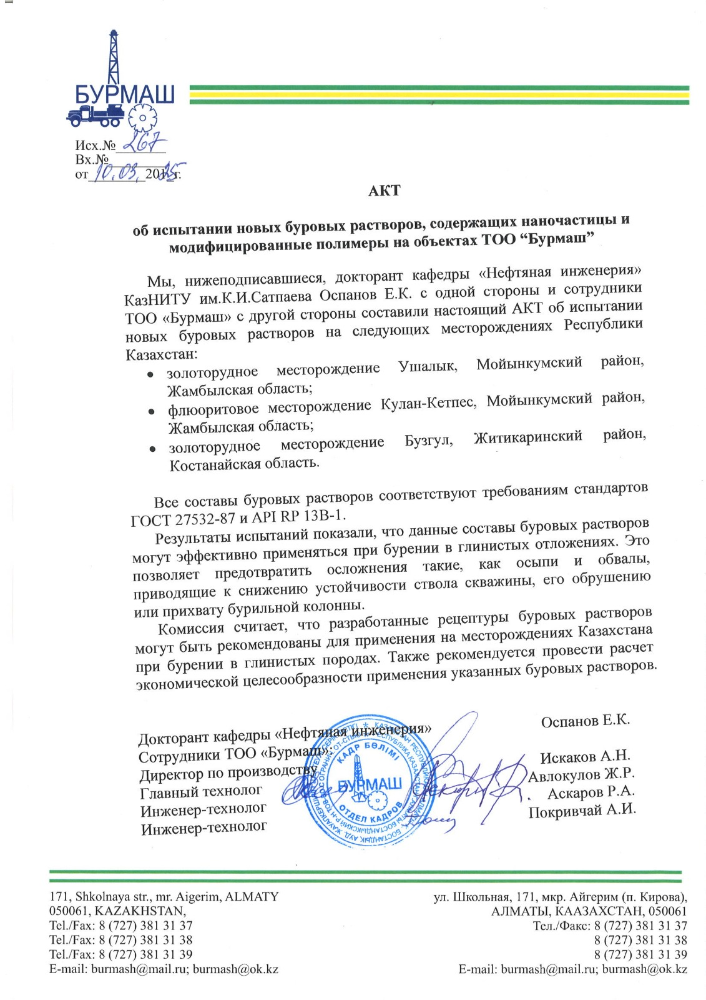 БУРМАШ
Исх.№ 267
Вх.№
от 10.03. 201 25 г.
АКТ
об испытании новых буровых растворов, содержащих наночастицы и
модифицированные полимеры на объектах ТОО “Бурмаш”
Мы, нижеподписавшиеся, докторант кафедры «Нефтяная инженерия»
КазНИТУ им.К.И.Сатпаева Оспанов Е.К. с одной стороны и сотрудники
ТОО «Бурмаш» с другой стороны составили настоящий АКТ об испытании
новых буровых растворов на следующих месторождениях Республики
Казахстан:
• золоторудное месторождение Ушалык, Мойынкумский район,
Жамбылская область;
• флюоритовое месторождение Кулан-Кетпес, Мойынкумский район,
Жамбылская область;
• золоторудное месторождение Бузгул, Житикаринский район,
Костанайская область.
Все составы буровых растворов соответствуют требованиям стандартов
ГОСТ 27532-87 и API RP 13B-1.
Результаты испытаний показали, что данные составы буровых растворов
могут эффективно применяться при бурении в глинистых отложениях. Это
позволяет предотвратить осложнения такие, как осыпи и обвалы,
приводящие к снижению устойчивости ствола скважины, его обрушению
или прихвату бурильной колонны.
Комиссия считает, что разработанные рецептуры буровых растворов
могут быть рекомендованы для применения на месторождениях Казахстана
при бурении в глинистых породах. Также рекомендуется провести расчет
экономической целесообразности применения указанных буровых растворов.
Докторант кафедры «Нефтяная инженерия» Оспанов Е.К.
Сотрудники ТОО «Бурмаш»:
Директор по производству Искаков А.Н.
Главный технолог Авлокулов Ж.Р.
Инженер-технолог Аскаров Р.А.
Инженер-технолог Покривчай А.И.
КАДР БӨЛІМІ
БУРМАШ
ОТДЕЛ КАДРОВ
171, Shkolnaya str., mr. Aigerim, ALMATY
050061, KAZAKHSTAN,
Tel./Fax: 8 (727) 381 31 37
Tel./Fax: 8 (727) 381 31 38
Tel./Fax: 8 (727) 381 31 39
E-mail: burmash@mail.ru; burmash@ok.kz
ул. Школьная, 171, мкр. Айгерим (п. Кирова),
АЛМАТЫ, КААЗАХСТАН, 050061
Тел./Факс: 8 (727) 381 31 37
8 (727) 381 31 38
8 (727) 381 31 39
E-mail: burmash@mail.ru; burmash@ok.kz